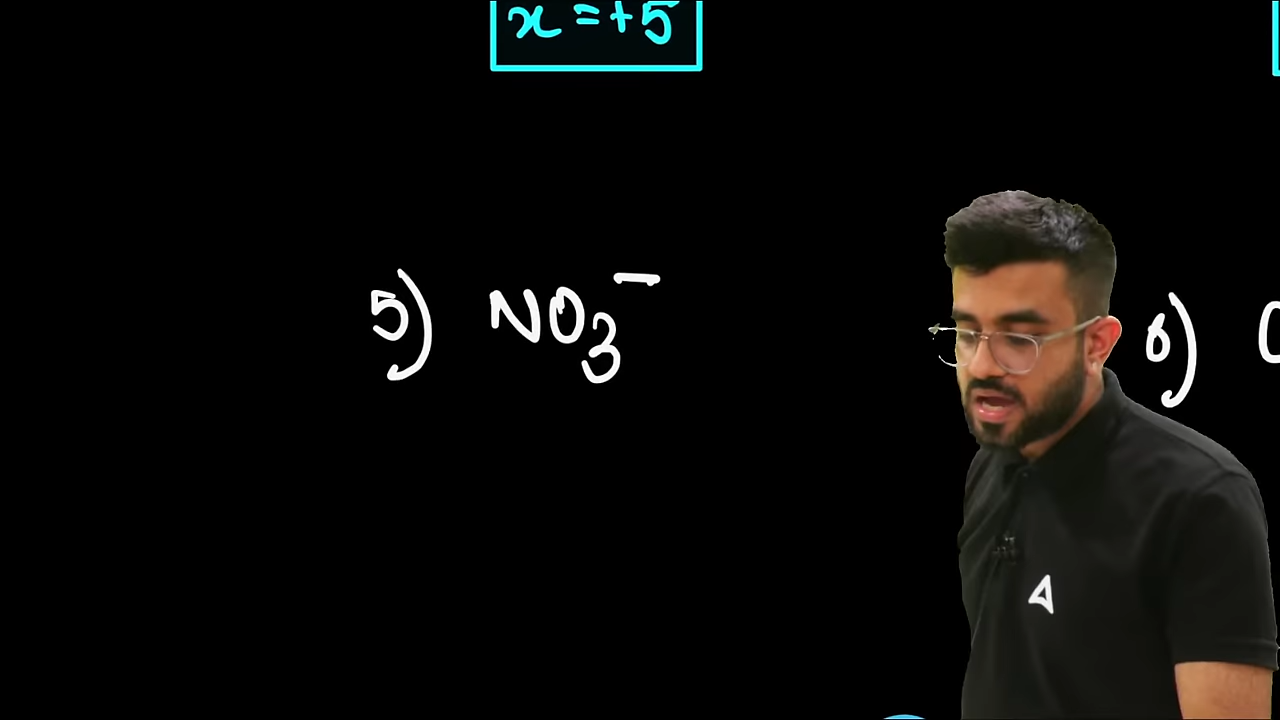 x = +5
5) NO₃⁻
6)